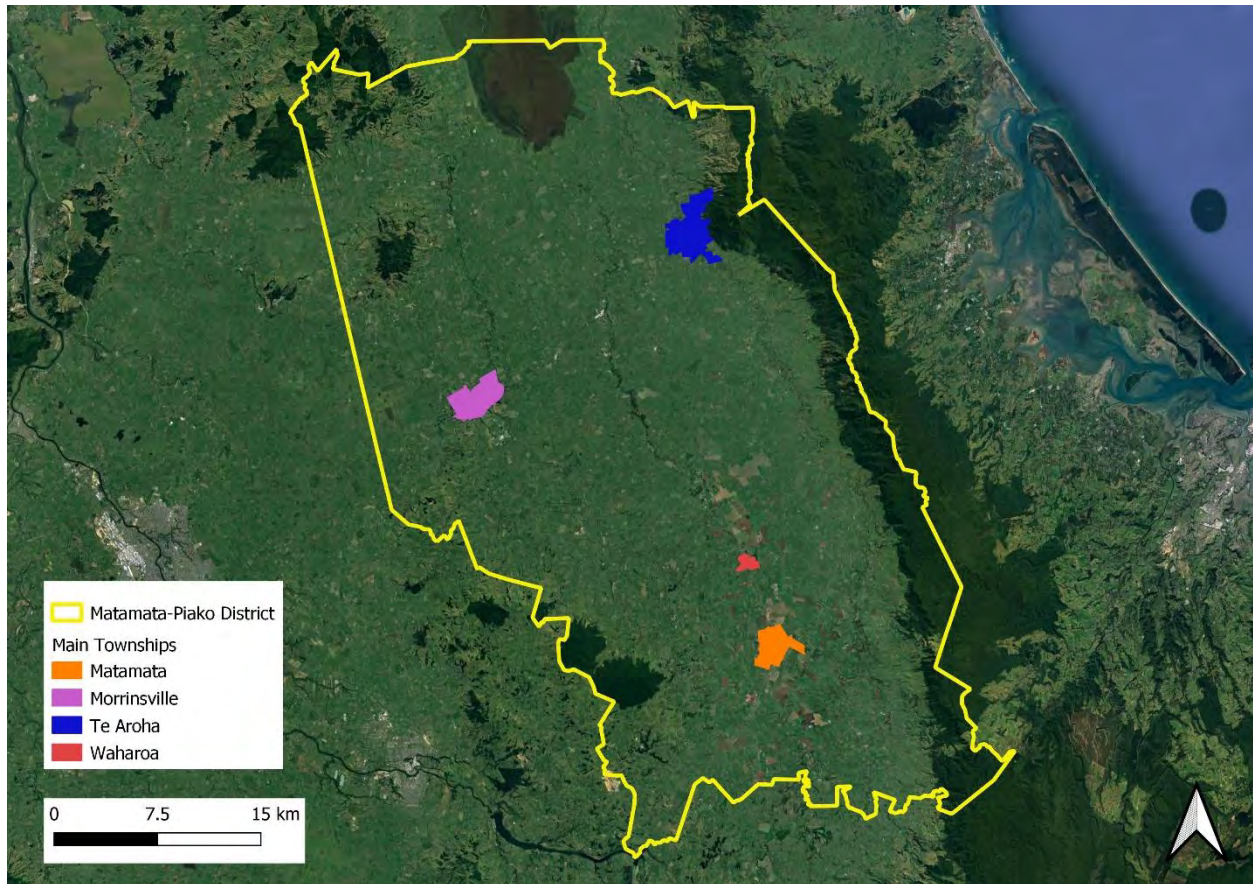 Matamata-Piako District
Main Townships
Matamata
Morrinsville
Te Aroha
Waharoa
0 7.5 15 km